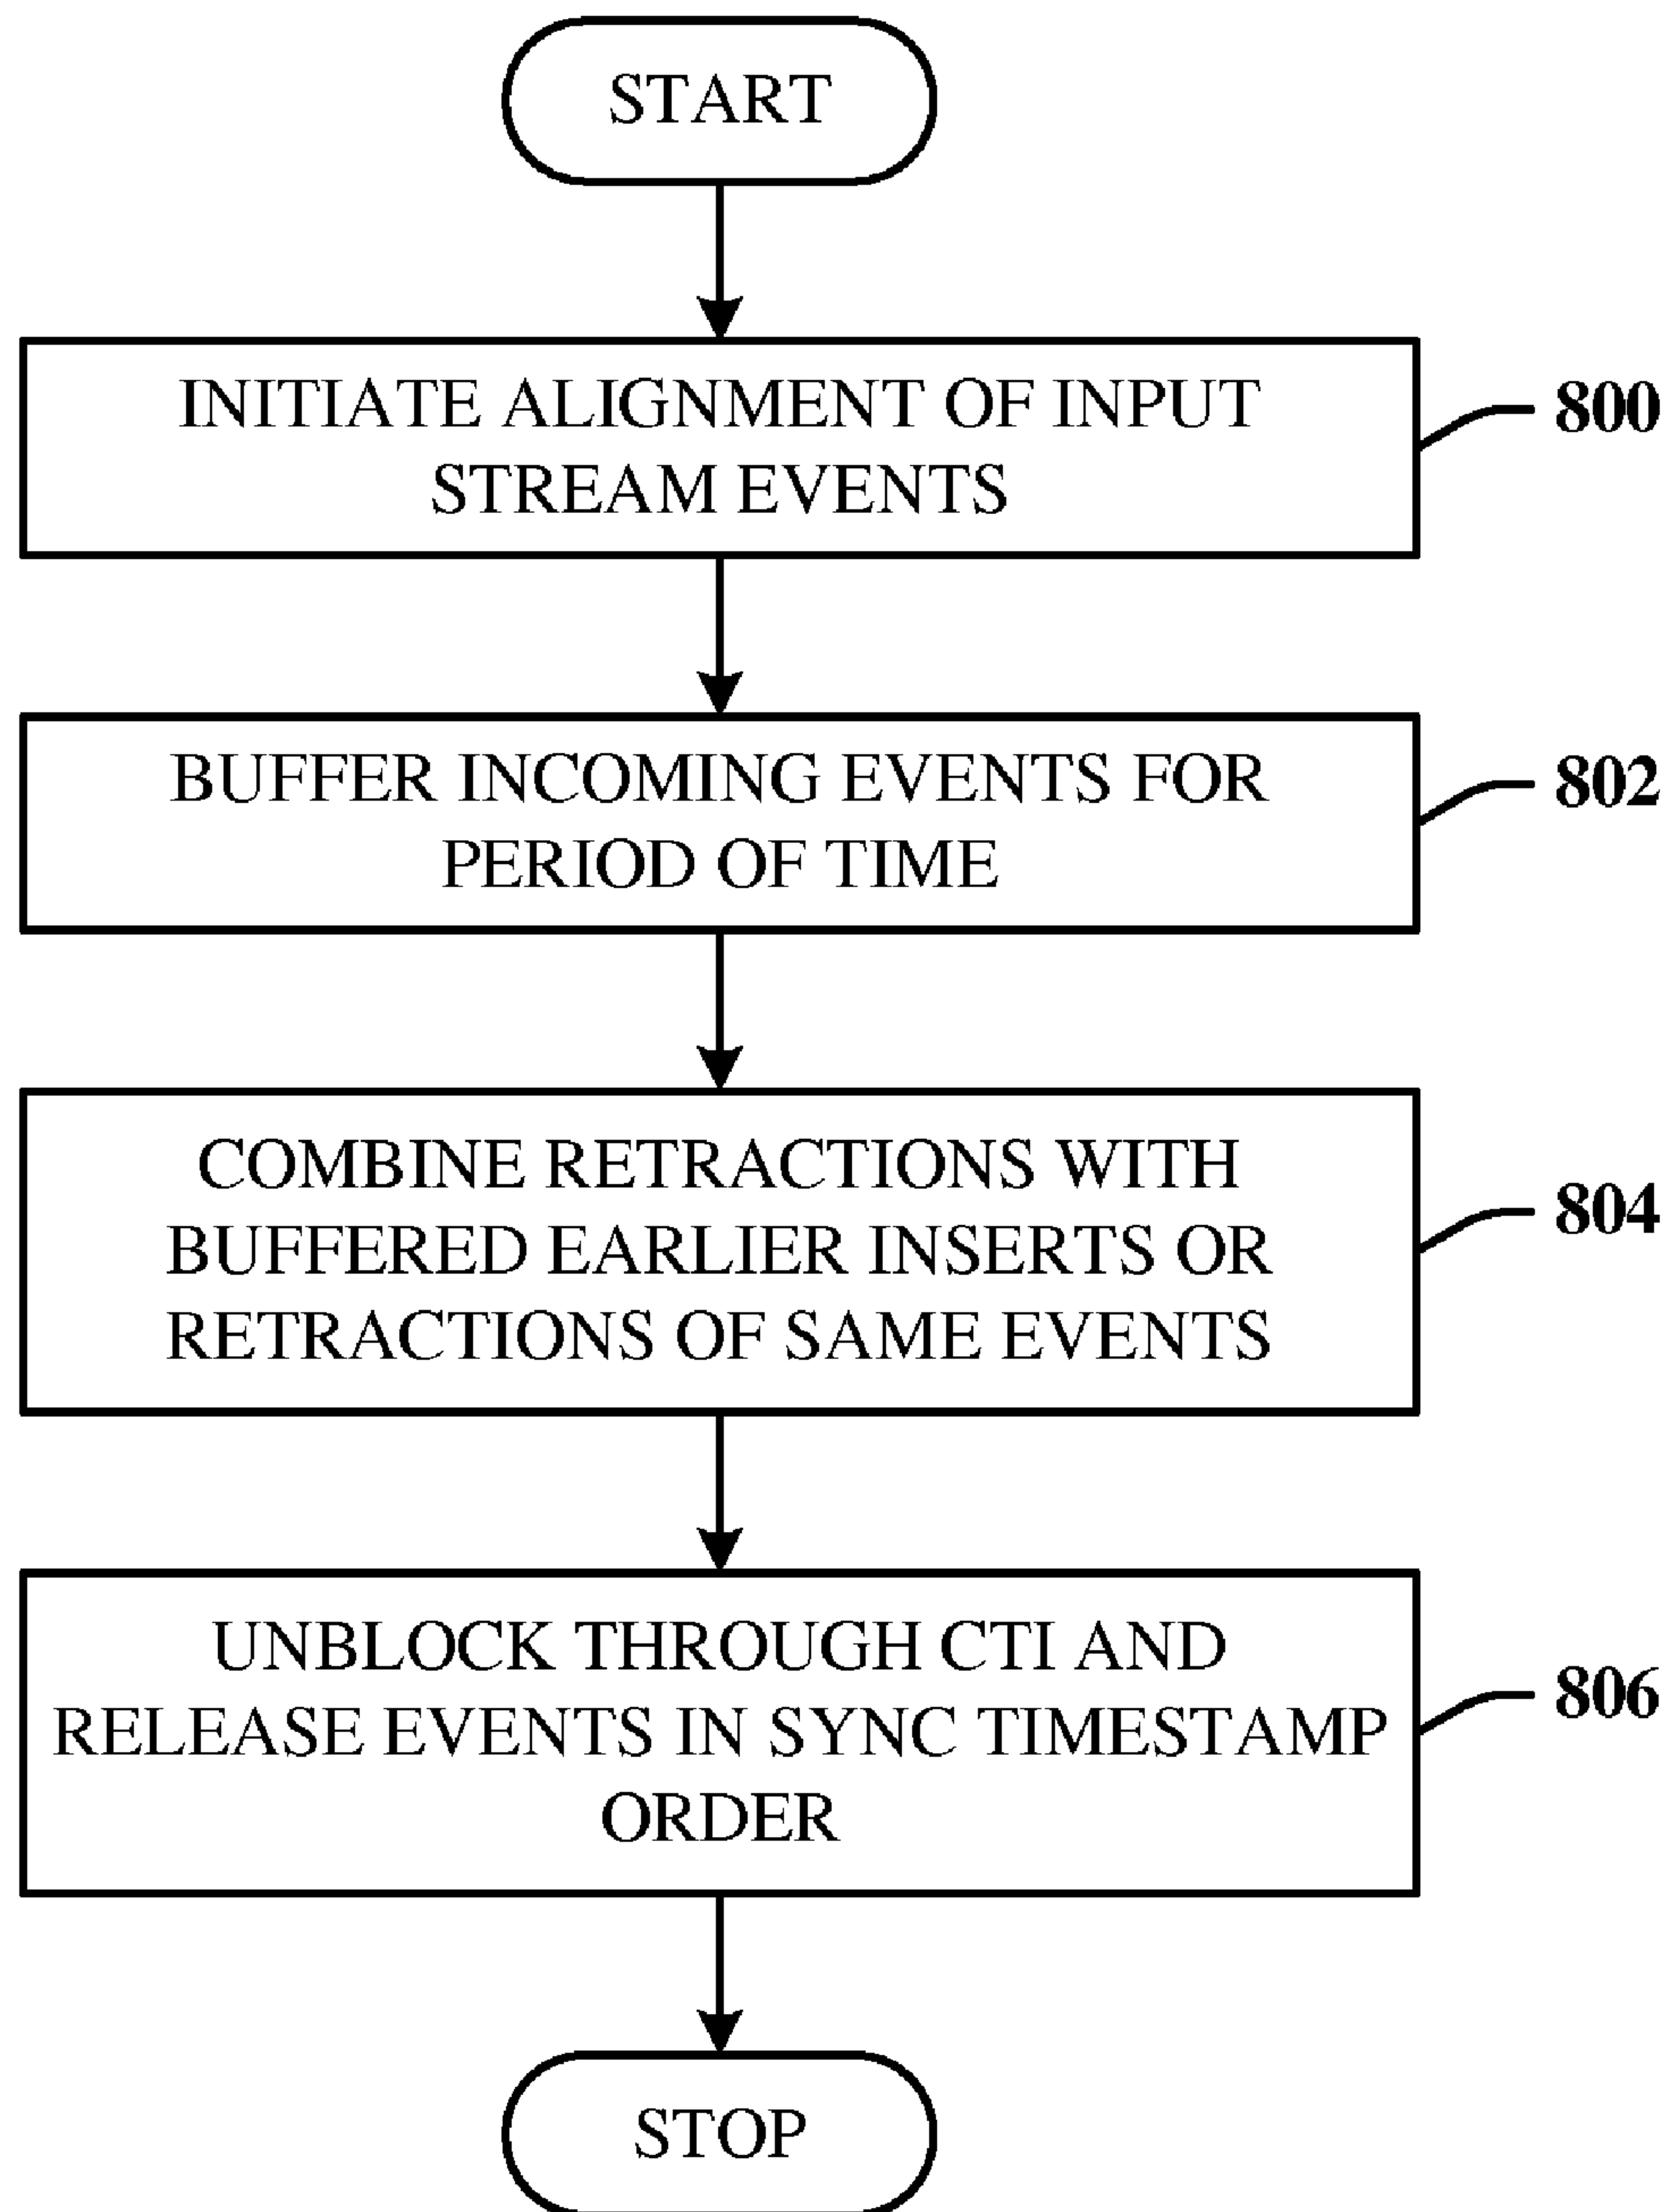 START
INITIATE ALIGNMENT OF INPUT
STREAM EVENTS
800
BUFFER INCOMING EVENTS FOR
PERIOD OF TIME
802
COMBINE RETRACTIONS WITH
BUFFERED EARLIER INSERTS OR
RETRACTIONS OF SAME EVENTS
804
UNBLOCK THROUGH CTI AND
RELEASE EVENTS IN SYNC TIMESTAMP
ORDER
806
STOP